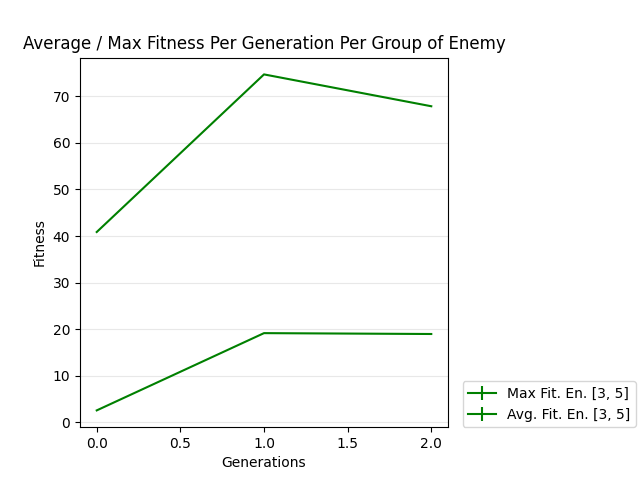 Average / Max Fitness Per Generation Per Group of Enemy
Fitness
70
60
50
40
30
20
10
0
0.0 0.5 1.0 1.5 2.0
Generations
Max Fit. En. [3, 5]
Avg. Fit. En. [3, 5]